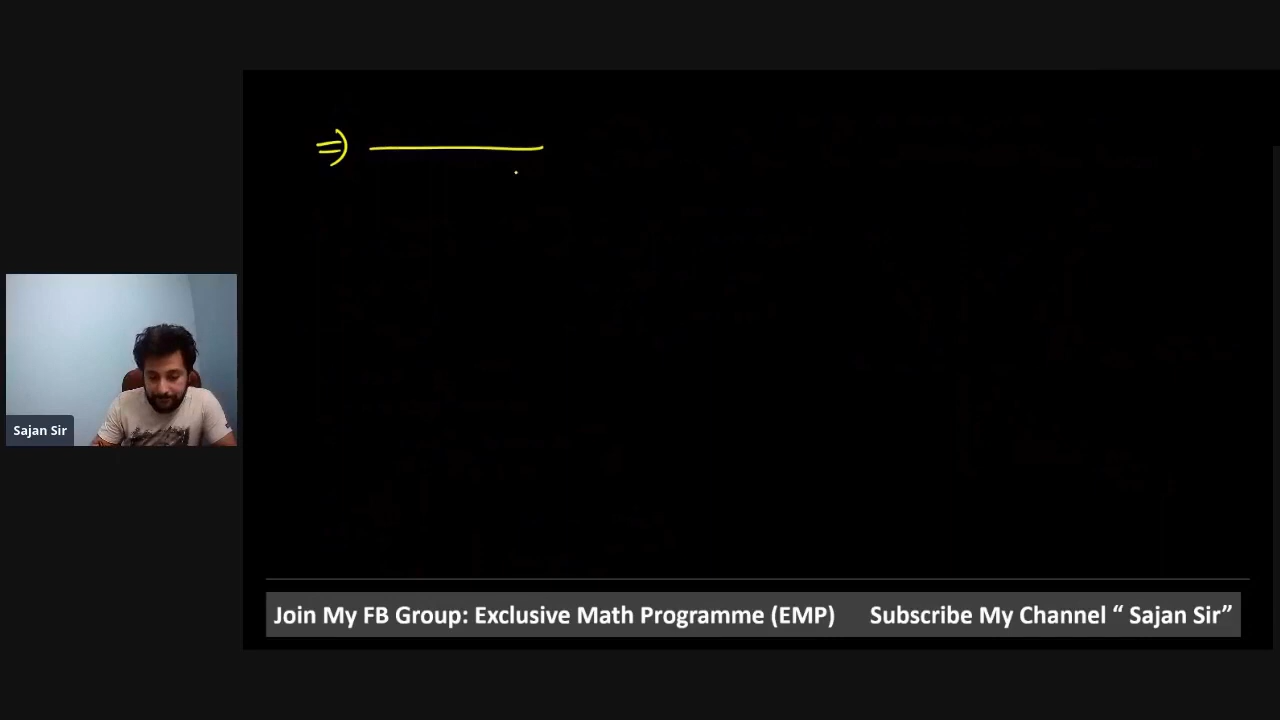 ⇒
Sajan Sir
Join My FB Group: Exclusive Math Programme (EMP) Subscribe My Channel “ Sajan Sir”